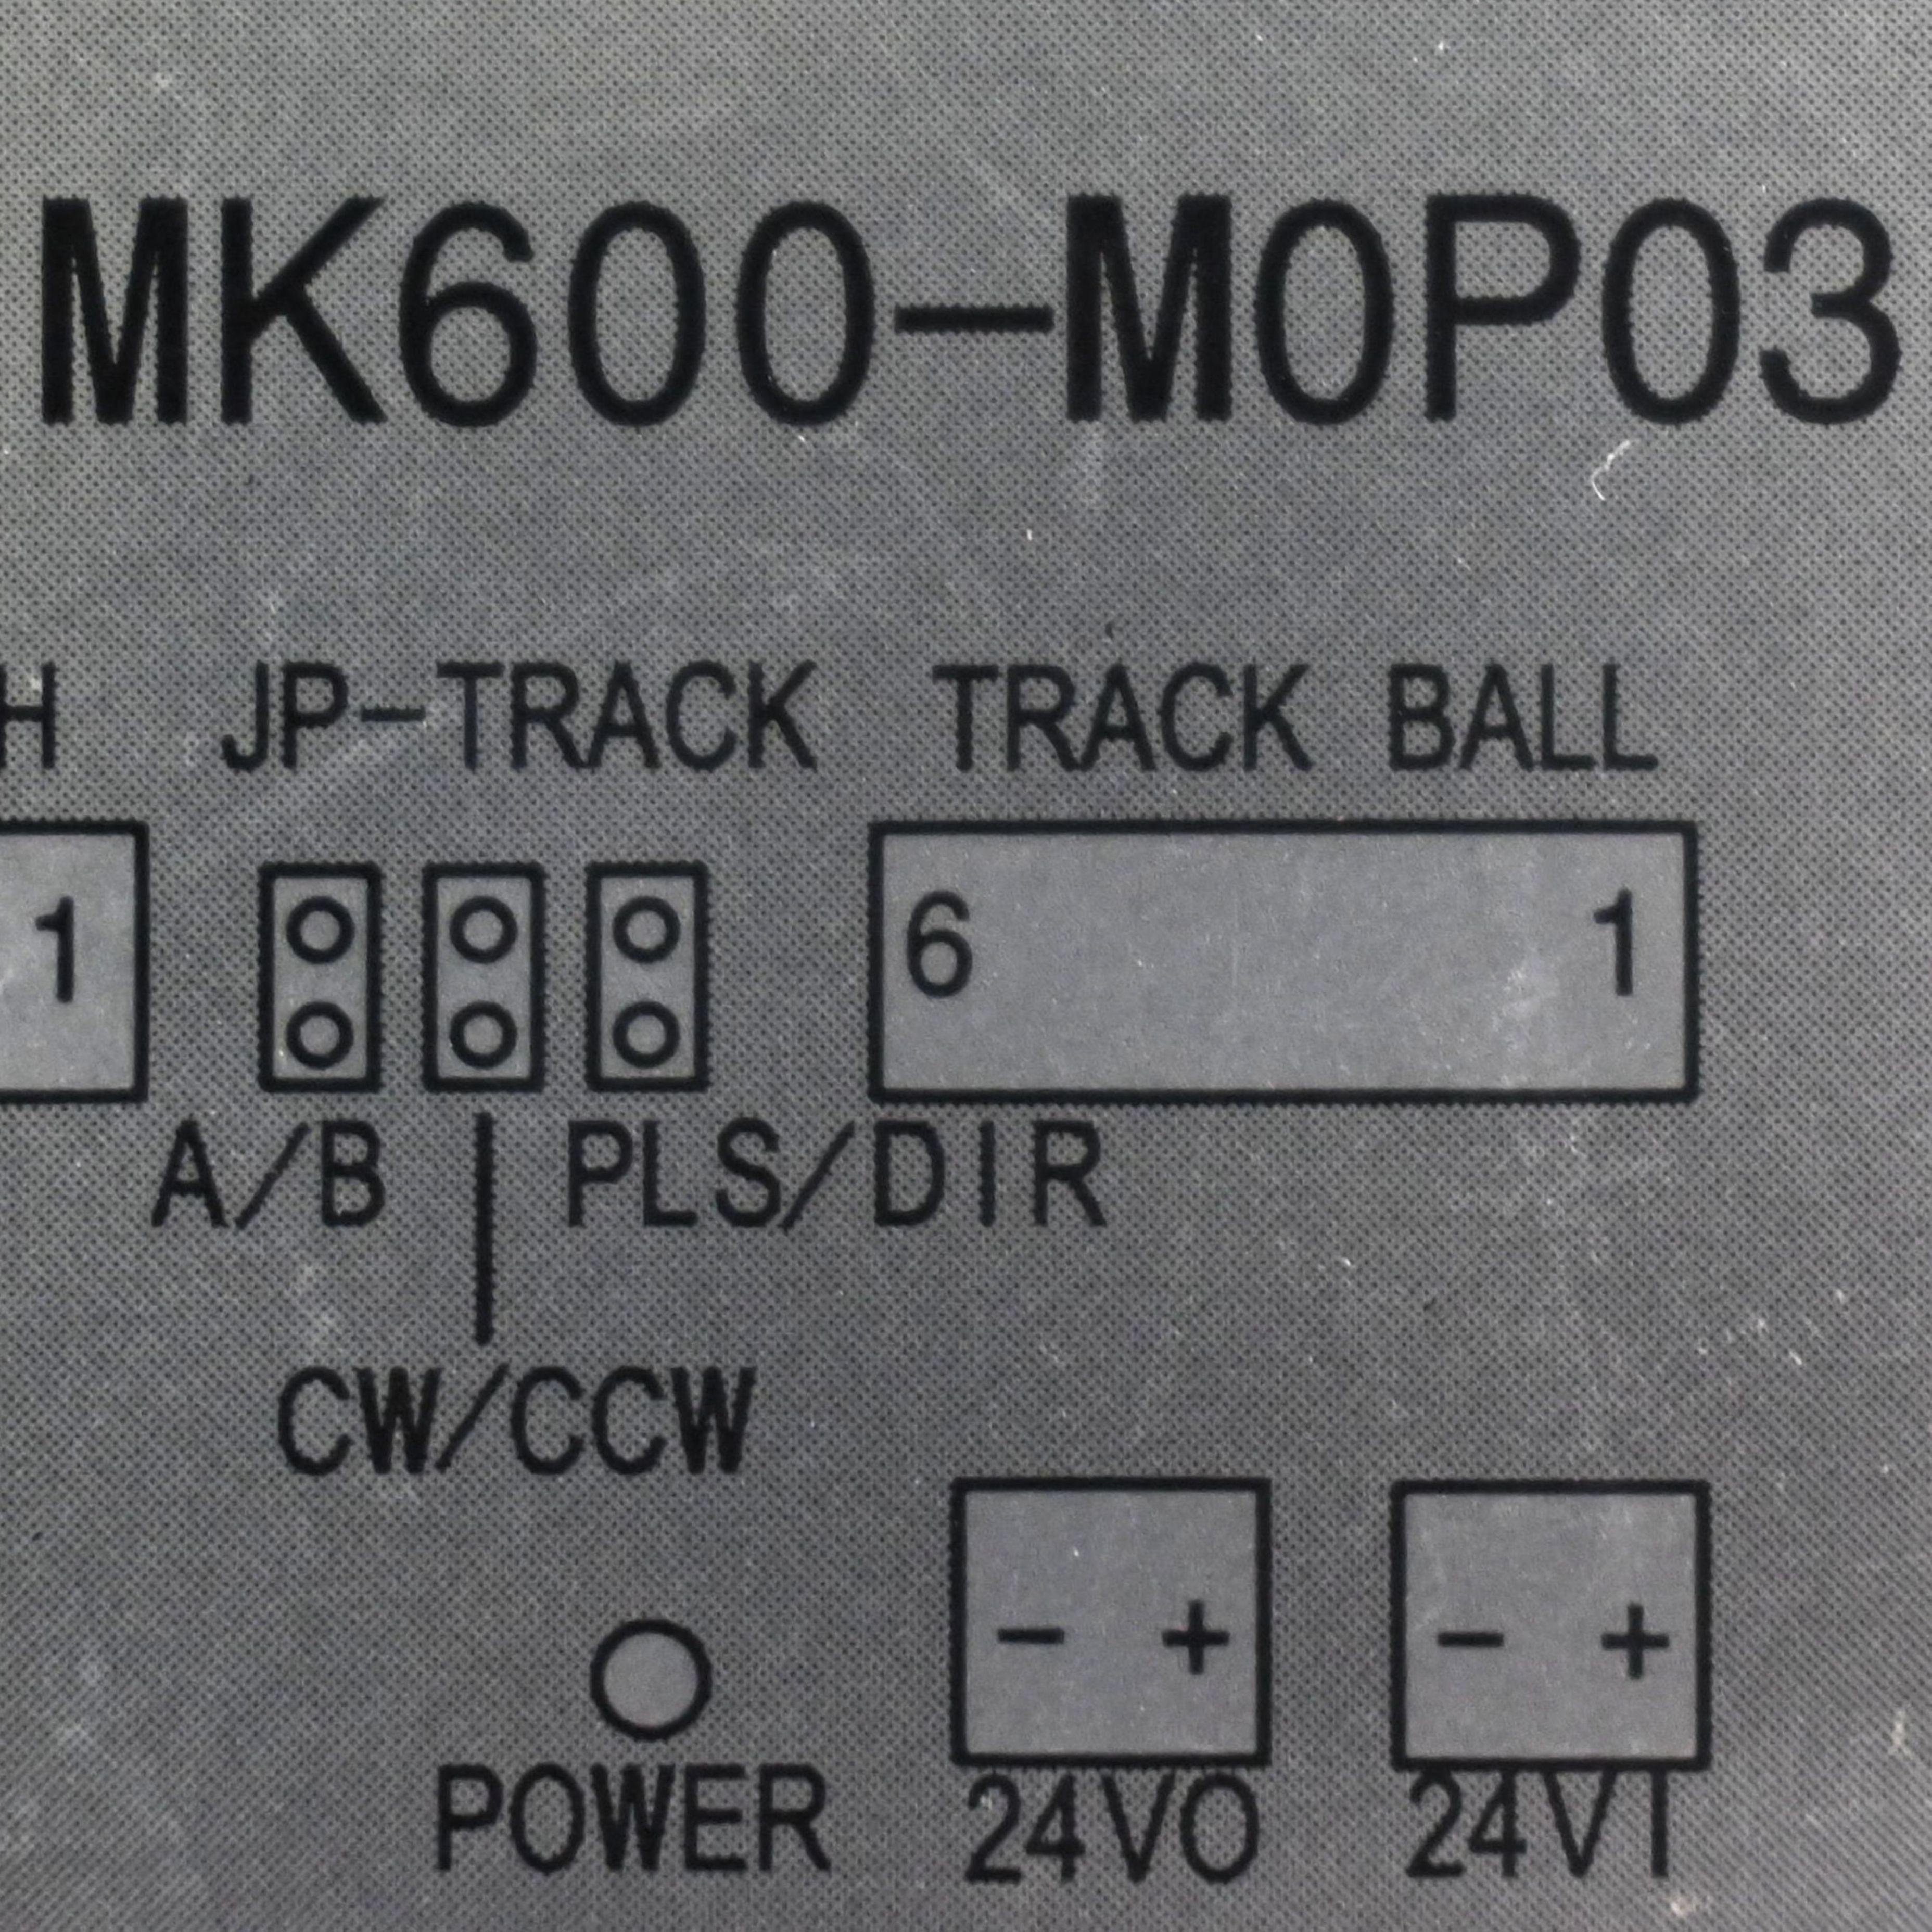 MK600-M0P03
H JP-TRACK TRACK BALL
1 6 1
A/B PLS/DIR
CW/CCW
- + - +
POWER 24VO 24VI